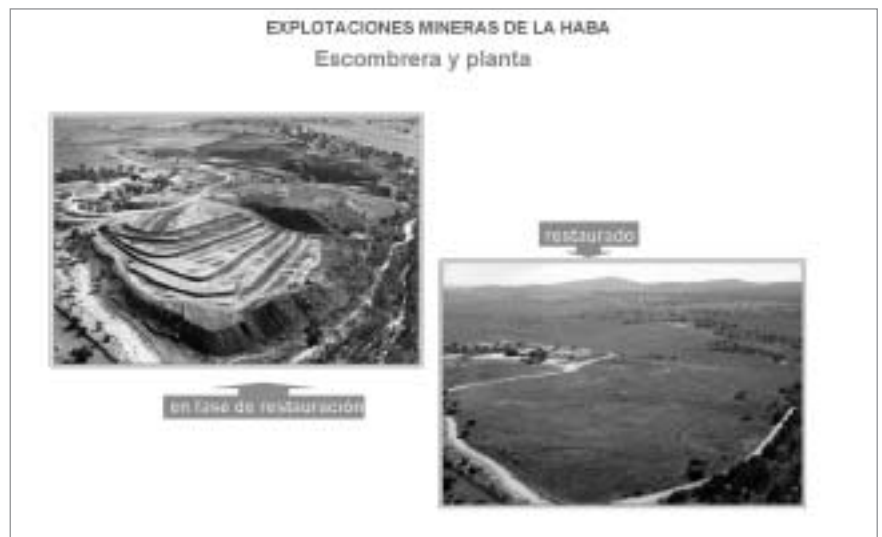 EXPLOTACIONES MINERAS DE LA HABA
Escombrera y planta
restaurado
en fase de restauración